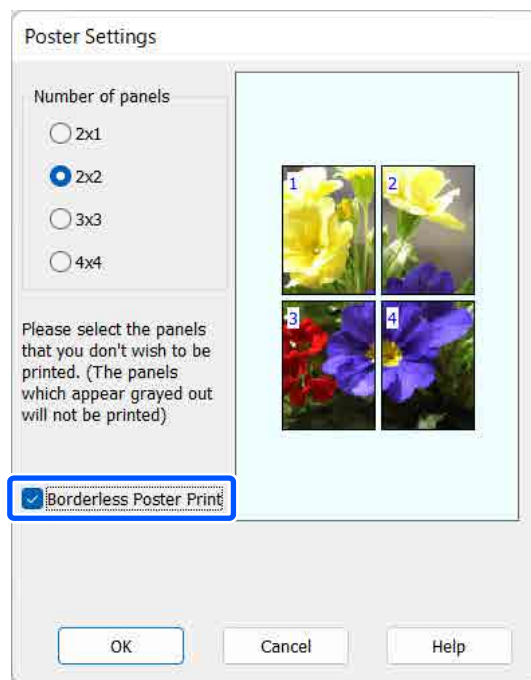 Poster Settings
Number of panels
2x1
2x2
3x3
4x4
Please select the panels
that you don't wish to be
printed. (The panels
which appear grayed out
will not be printed)
Borderless Poster Print
1
2
3
4
OK
Cancel
Help